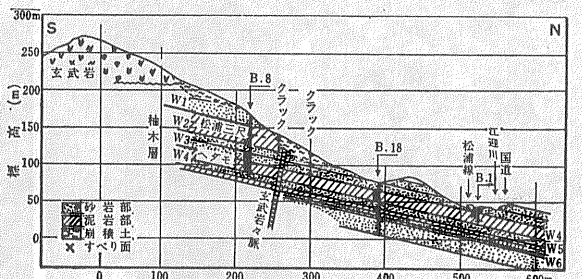 300m
S
N
250
200
150
100
50
0
標高(m)
玄武岩
柚木層
W1
W2
W3
W4
松浦三尺
ヘダモ
B.8
クラック
クラック
B.18
松浦線
江迎川
B.1
国道
玄武岩々脈
砂岩部
泥岩部
崩積土
すべり面
W4
W5
W6
0
100
200
300
400
500
600m